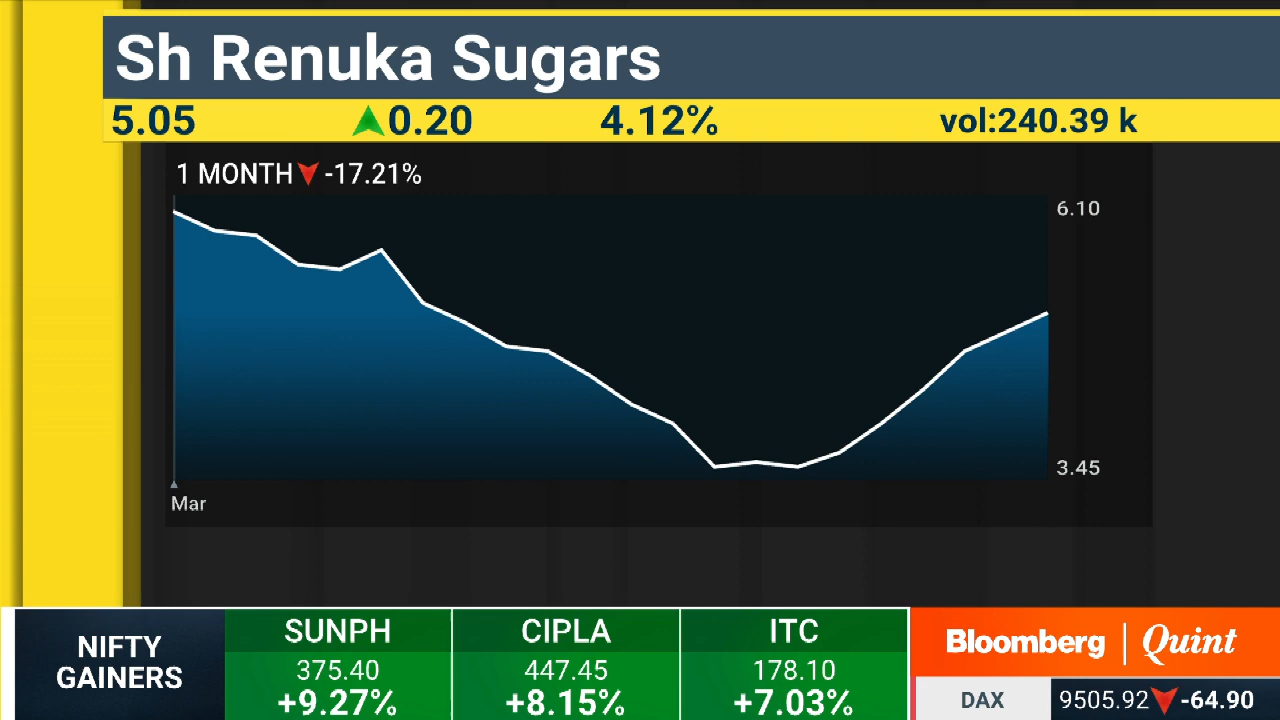 Sh Renuka Sugars
5.05 0.20 4.12% vol:240.39 k
1 MONTH -17.21%
6.10
3.45
Mar
NIFTY
GAINERS
SUNPH
375.40
+9.27%
CIPLA
447.45
+8.15%
ITC
178.10
+7.03%
Bloomberg | Quint
DAX 9505.92 -64.90